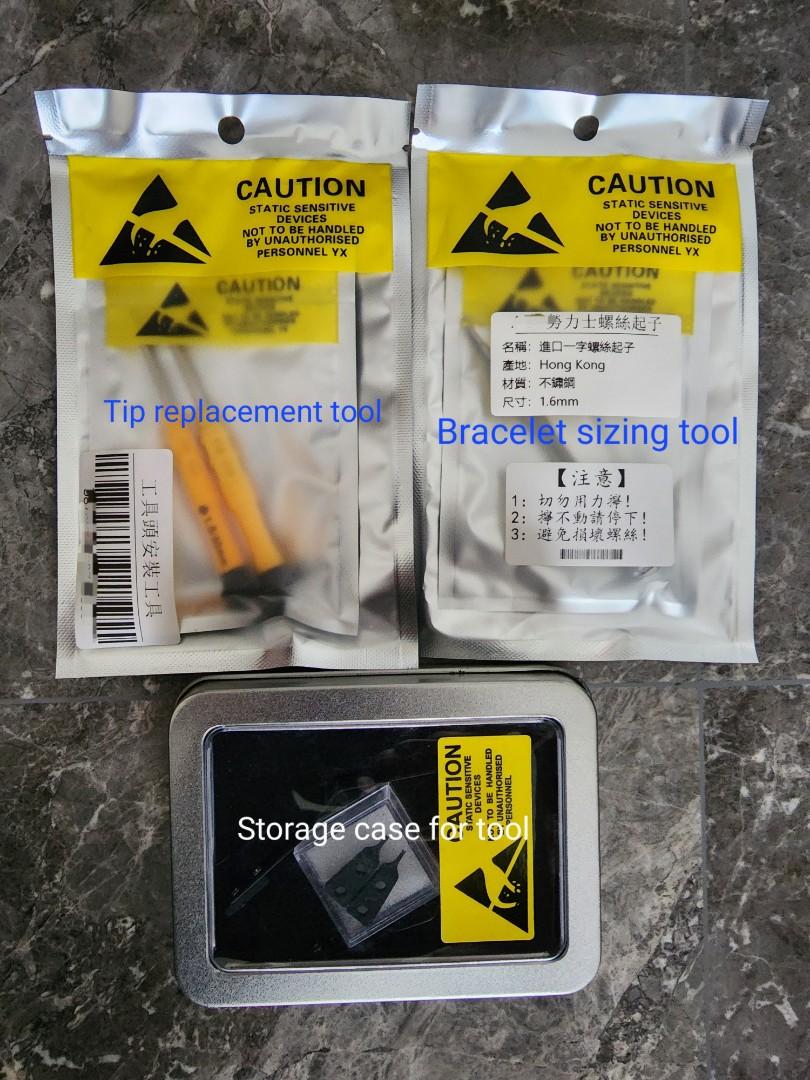 CAUTION
STATIC SENSITIVE
DEVICES
NOT TO BE HANDLED
BY UNAUTHORISED
PERSONNEL YX
CAUTION
Tip replacement tool
工具頭安裝工具
CAUTION
STATIC SENSITIVE
DEVICES
NOT TO BE HANDLED
BY UNAUTHORISED
PERSONNEL YX
CAUTION
勞力士螺絲起子
名稱：進口一字螺絲起子
產地：Hong Kong
材質：不鏽鋼
尺寸：1.6mm
Bracelet sizing tool
【注意】
1：切勿用力擰！
2：擰不動請停下！
3：避免損壞螺絲！
CAUTION
STATIC SENSITIVE
DEVICES
NOT TO BE HANDLED
BY UNAUTHORISED
PERSONNEL
Storage case for tool